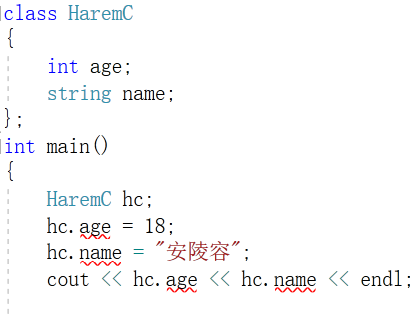 class HaremC
{
    int age;
    string name;
};
int main()
{
    HaremC hc;
    hc.age = 18;
    hc.name = "安陵容";
    cout << hc.age << hc.name << endl;